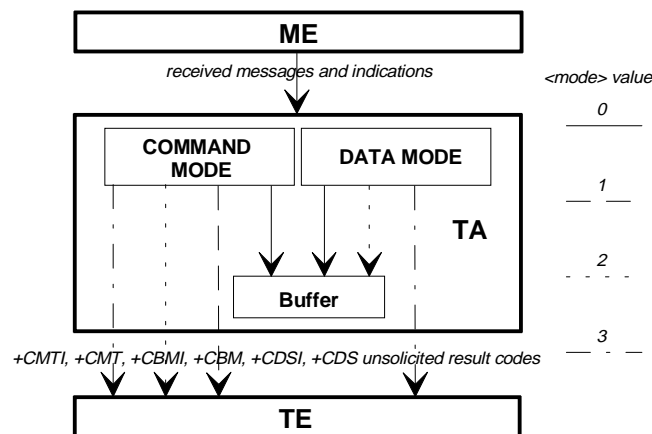 ME
received messages and indications
<mode> value
0
COMMAND
MODE
DATA MODE
1
TA
2
Buffer
3
+CMTI, +CMT, +CBMI, +CBM, +CDSI, +CDS unsolicited result codes
TE